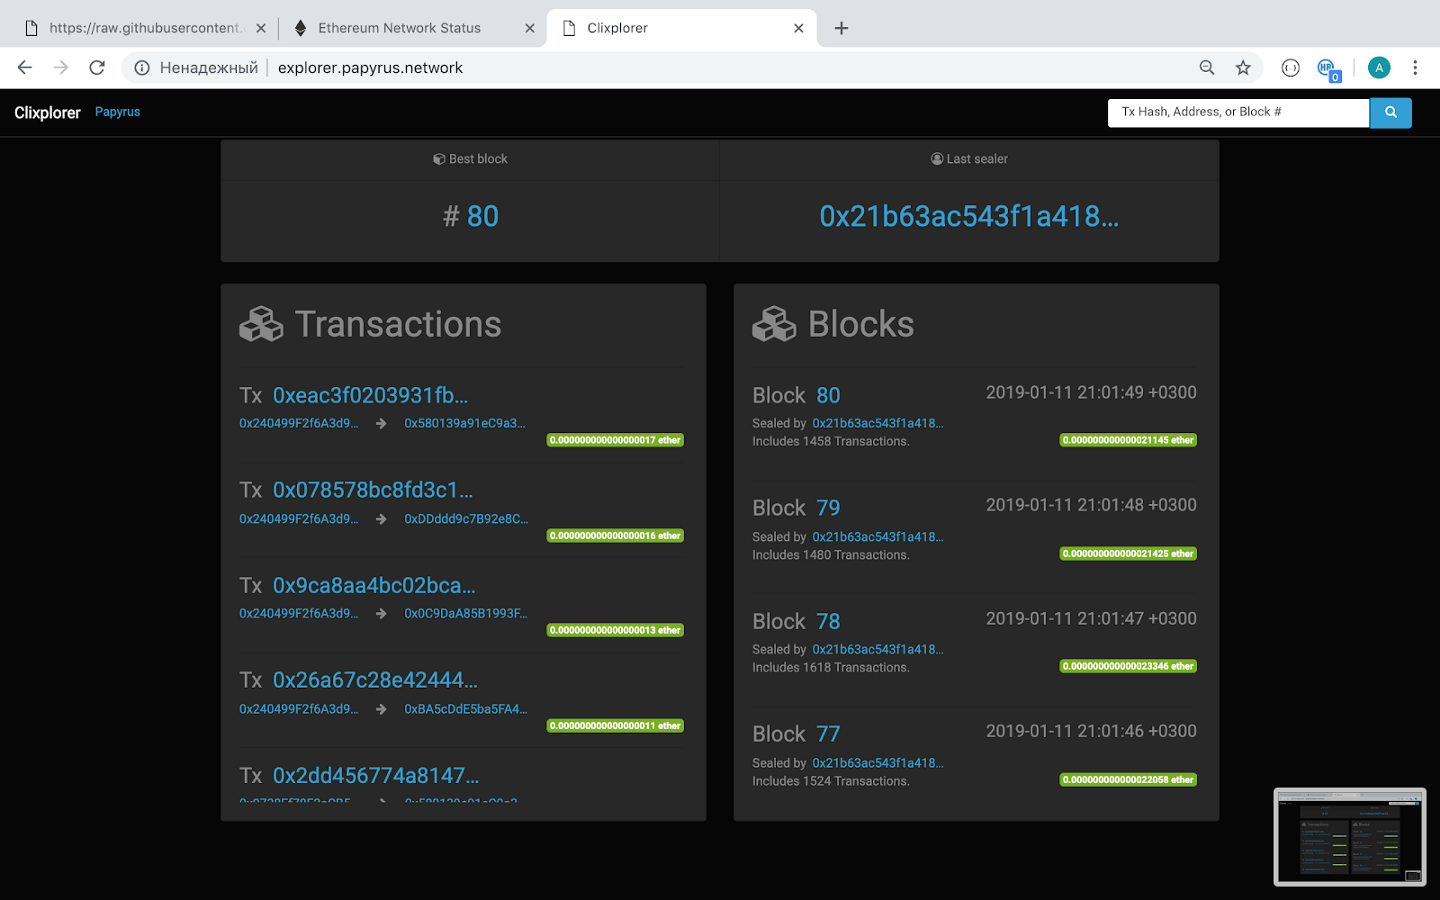 https://raw.githubusercontent.c
Ethereum Network Status
Clixplorer
Ненадежный
explorer.papyrus.network
HR
0
A
Clixplorer
Papyrus
Tx Hash, Address, or Block #
Best block
Last sealer
# 80
0x21b63ac543f1a418...
Transactions
Tx 0xeac3f0203931fb...
0x240499F2f6A3d9... → 0x580139a91eC9a3...
0.000000000000000017 ether
Tx 0x078578bc8fd3c1...
0x240499F2f6A3d9... → 0xDDddd9c7B92e8C...
0.000000000000000016 ether
Tx 0x9ca8aa4bc02bca...
0x240499F2f6A3d9... → 0x0C9DaA85B1993F...
0.000000000000000013 ether
Tx 0x26a67c28e42444...
0x240499F2f6A3d9... → 0xBA5cDdE5ba5FA4...
0.000000000000000011 ether
Tx 0x2dd456774a8147...
Blocks
Block 80 2019-01-11 21:01:49 +0300
Sealed by 0x21b63ac543f1a418...
Includes 1458 Transactions.
0.000000000000021145 ether
Block 79 2019-01-11 21:01:48 +0300
Sealed by 0x21b63ac543f1a418...
Includes 1480 Transactions.
0.000000000000021425 ether
Block 78 2019-01-11 21:01:47 +0300
Sealed by 0x21b63ac543f1a418...
Includes 1618 Transactions.
0.000000000000023346 ether
Block 77 2019-01-11 21:01:46 +0300
Sealed by 0x21b63ac543f1a418...
Includes 1524 Transactions.
0.000000000000022058 ether